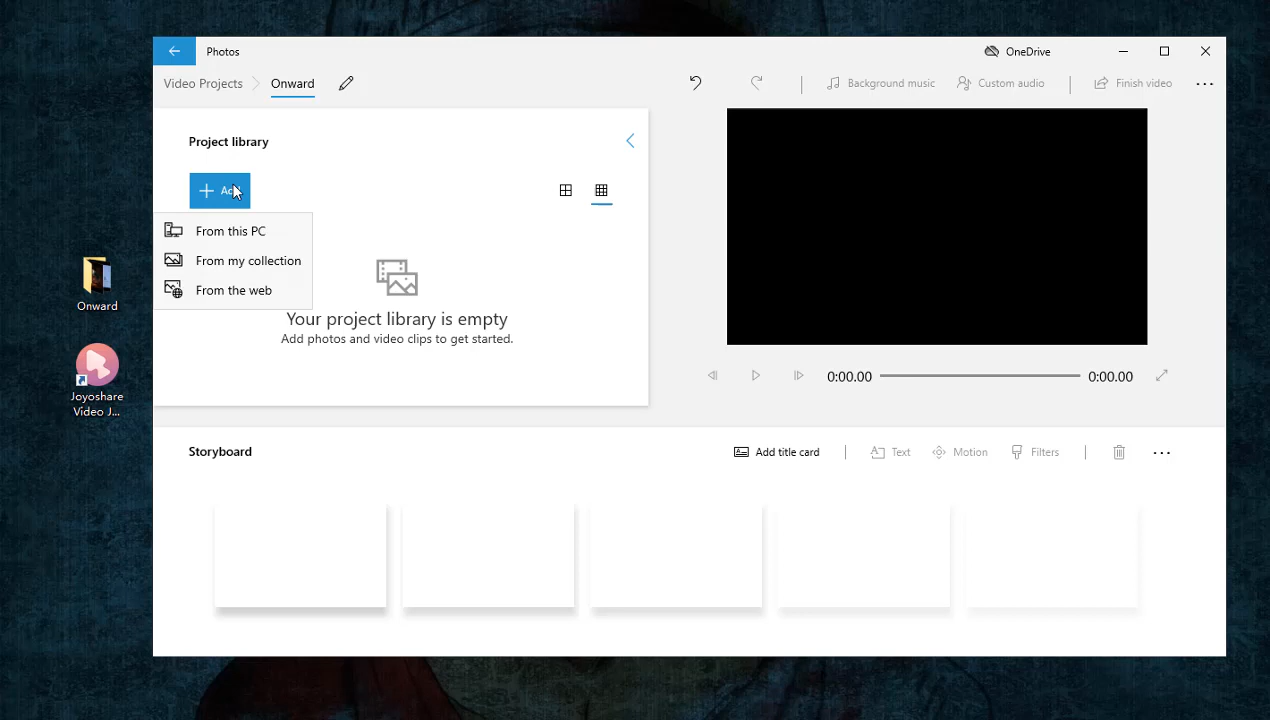 Photos
OneDrive
Video Projects
Onward
Background music
Custom audio
Finish video
Project library
From this PC
From my collection
From the web
Your project library is empty
Add photos and video clips to get started.
0:00.00
0:00.00
Onward
Joyoshare
Video J...
Storyboard
Add title card
Text
Motion
Filters